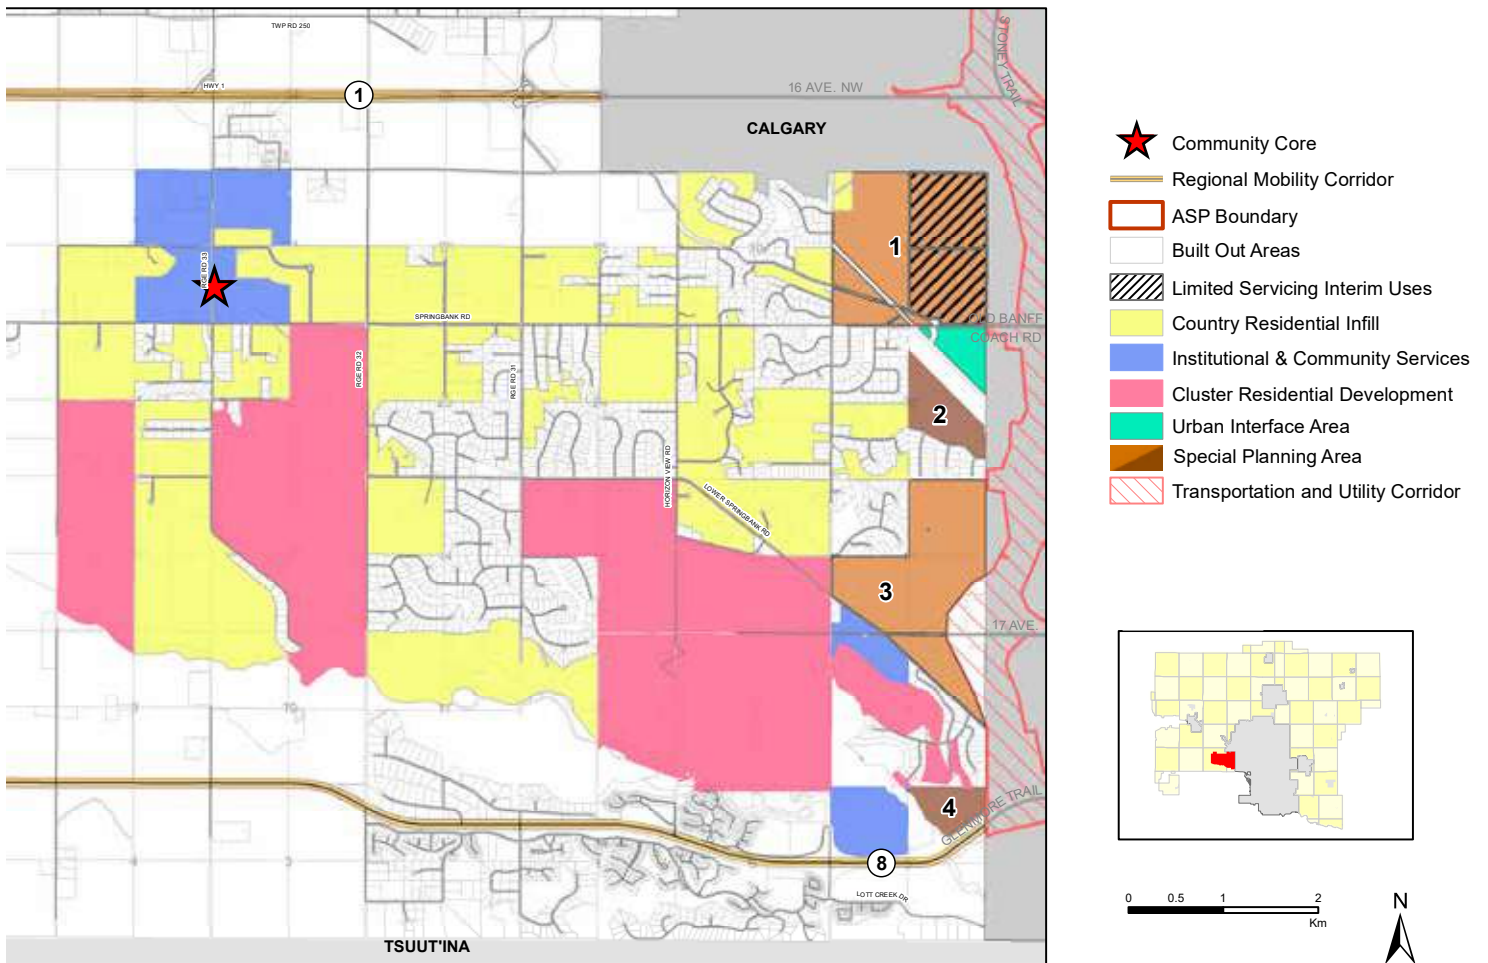 TWP RD 250
STONEY TRAIL
HWY 1
1
16 AVE. NW
CALGARY
RGE RD 33
1
SPRINGBANK RD
OLD BANFF
COACH RD
RGE RD 32
RGE RD 31
2
HORIZON VIEW RD
LOWER SPRINGBANK RD
3
17 AVE.
4
GLENMORE TRAIL
8
LOTT CREEK DR
TSUUT'INA
Community Core
Regional Mobility Corridor
ASP Boundary
Built Out Areas
Limited Servicing Interim Uses
Country Residential Infill
Institutional & Community Services
Cluster Residential Development
Urban Interface Area
Special Planning Area
Transportation and Utility Corridor
0 0.5 1 2
Km
N